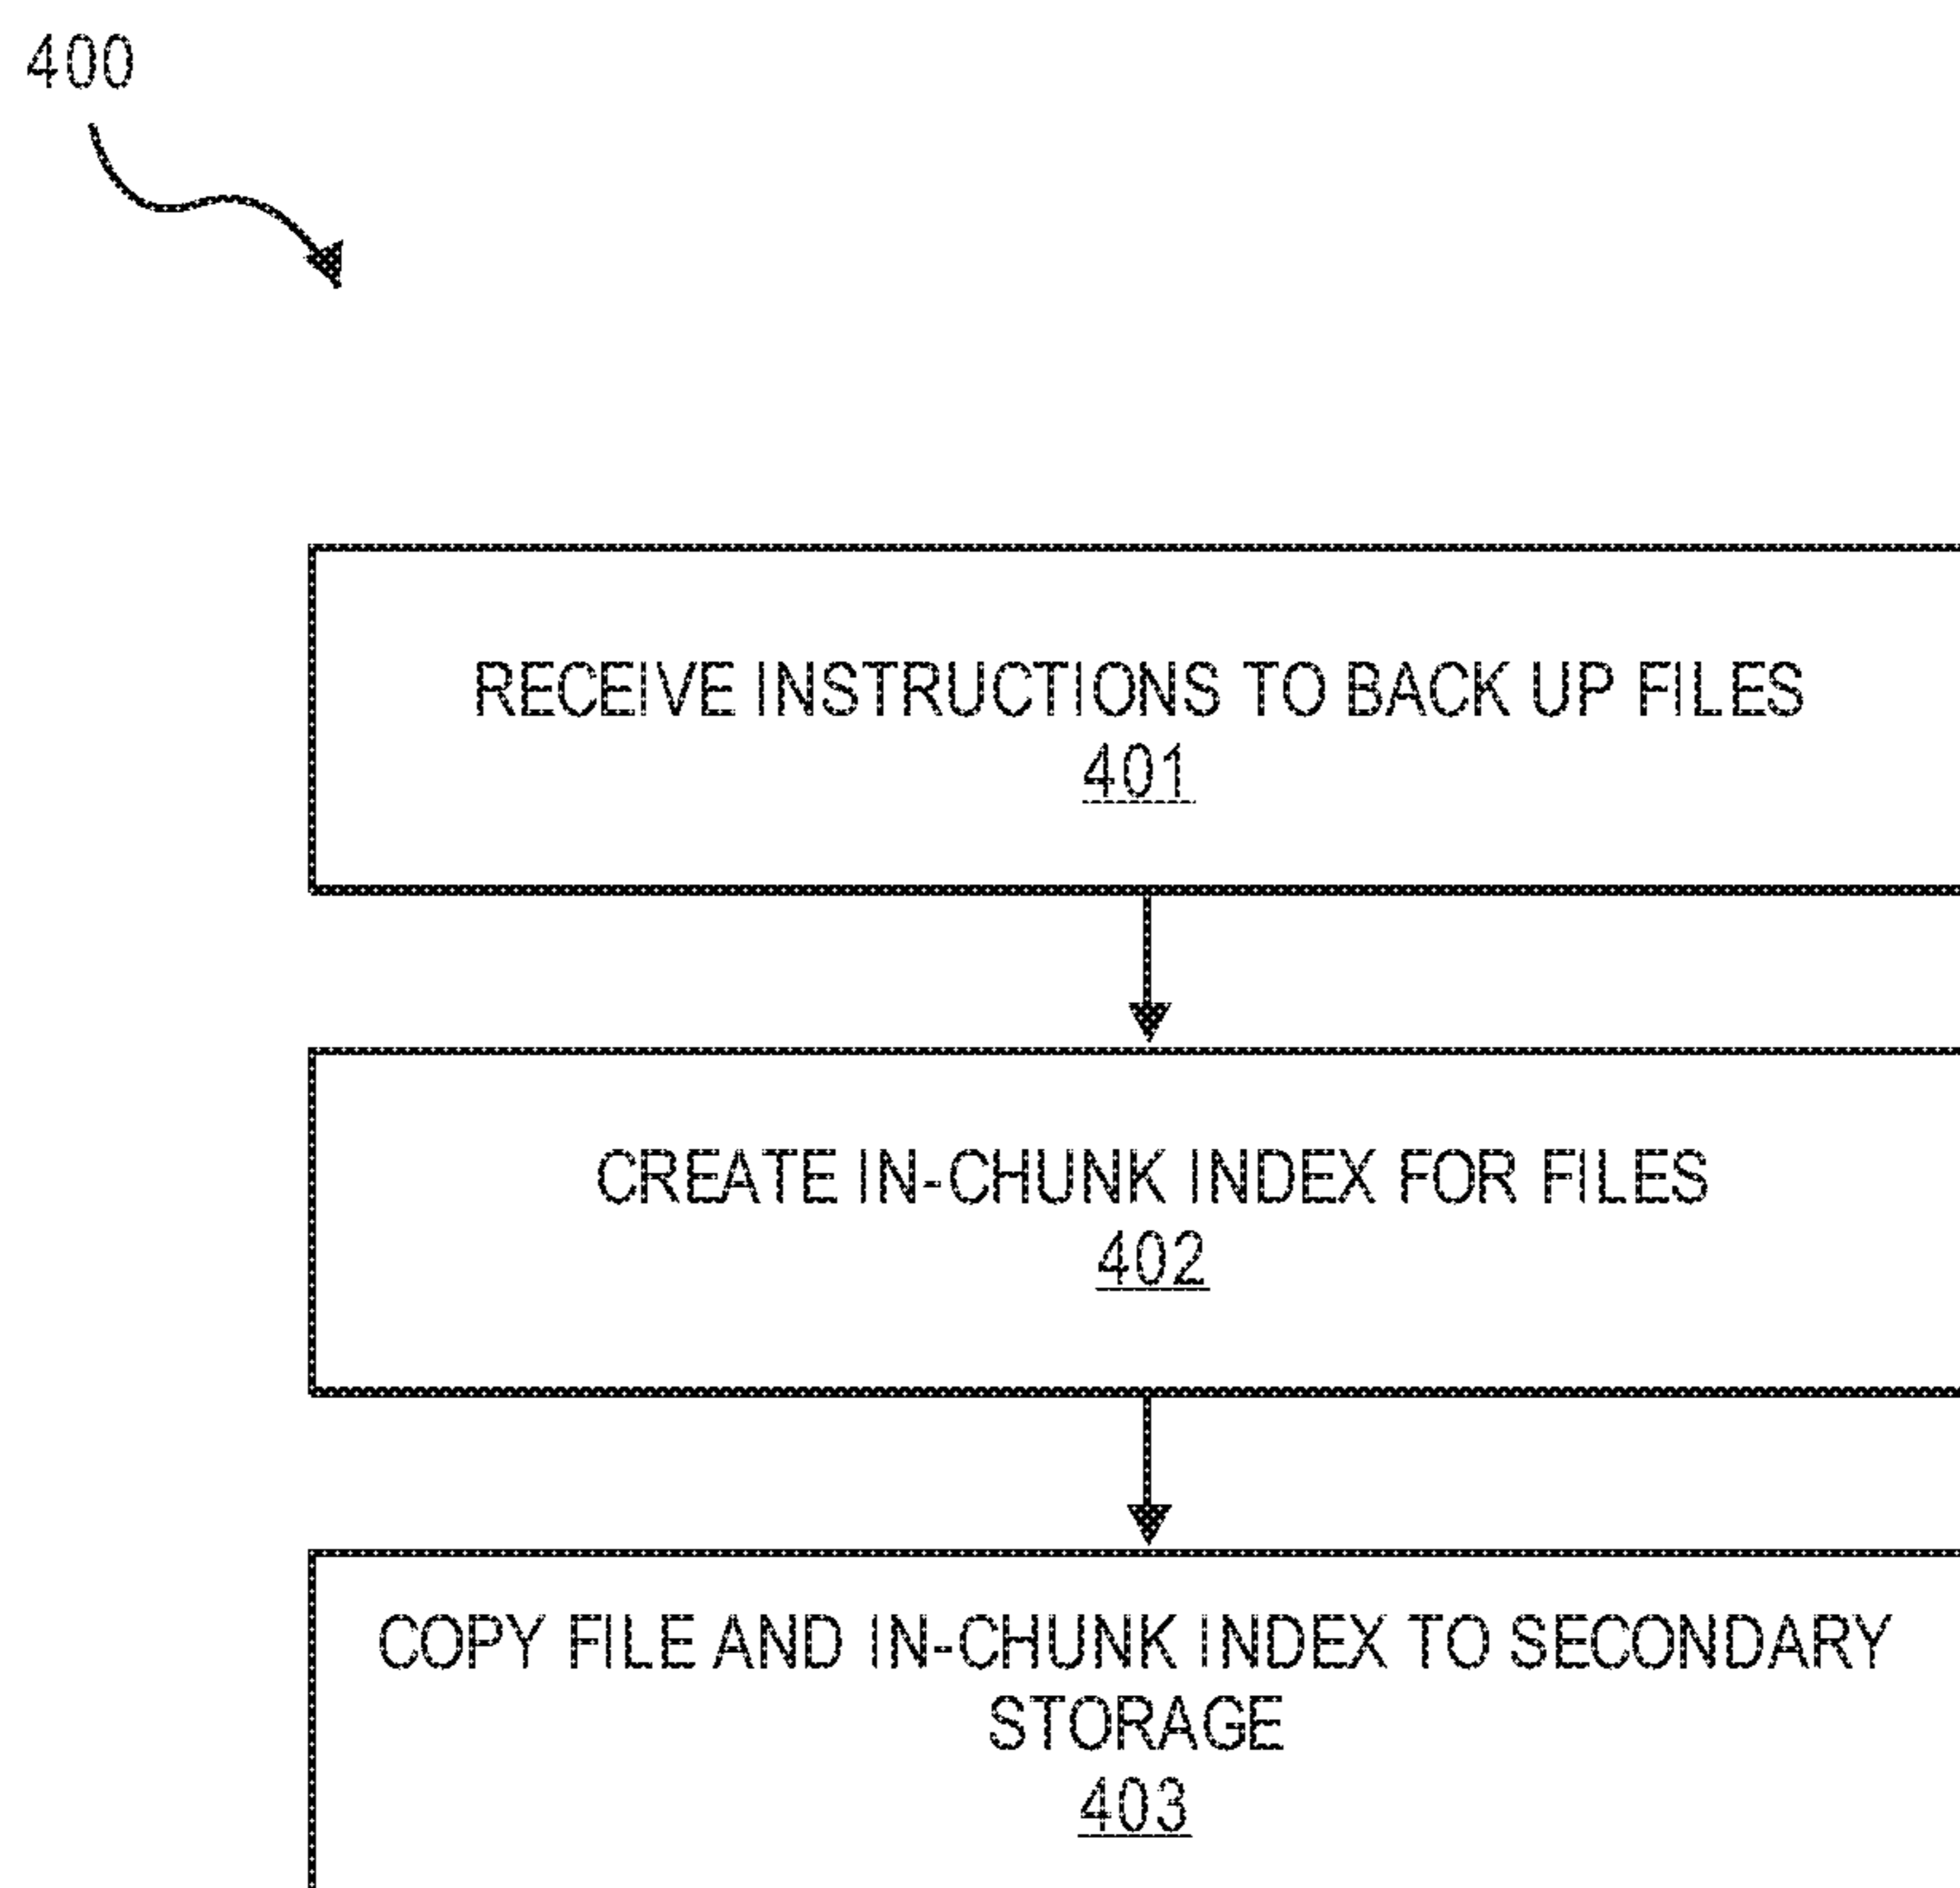 400
RECEIVE INSTRUCTIONS TO BACK UP FILES
401
CREATE IN-CHUNK INDEX FOR FILES
402
COPY FILE AND IN-CHUNK INDEX TO SECONDARY
STORAGE
403